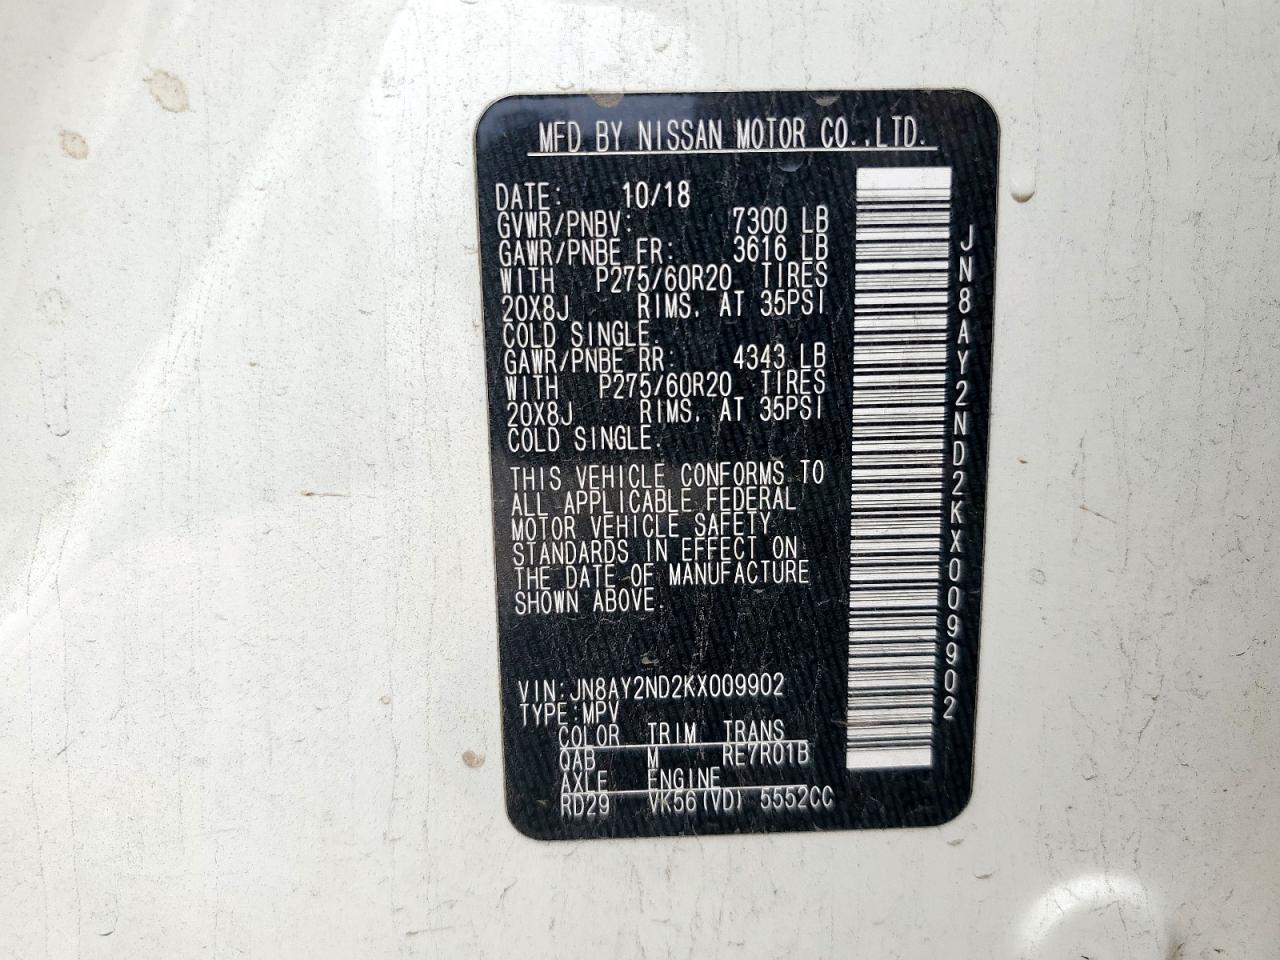 MFD BY NISSAN MOTOR CO.,LTD.
DATE: 10/18
GVWR/PNBV: 7300 LB
GAWR/PNBE FR: 3616 LB
WITH P275/60R20 TIRES
20X8J RIMS, AT 35PSI
COLD SINGLE.
GAWR/PNBE RR: 4343 LB
WITH P275/60R20 TIRES
20X8J RIMS, AT 35PSI
COLD SINGLE.
THIS VEHICLE CONFORMS TO
ALL APPLICABLE FEDERAL
MOTOR VEHICLE SAFETY
STANDARDS IN EFFECT ON
THE DATE OF MANUFACTURE
SHOWN ABOVE.
VIN:JN8AY2ND2KX009902
TYPE:MPV
COLOR TRIM TRANS
QAB M RE7R01B
AXLE ENGINE
RD29 VK56(VD) 5552CC
JN8AY2ND2KX009902